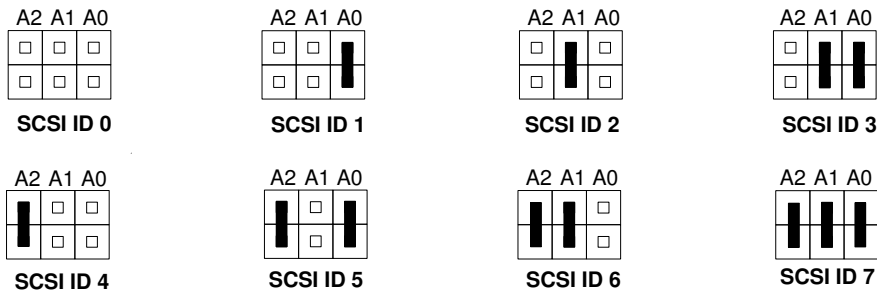 A2 A1 A0
SCSI ID 0
A2 A1 A0
SCSI ID 1
A2 A1 A0
SCSI ID 2
A2 A1 A0
SCSI ID 3
A2 A1 A0
SCSI ID 4
A2 A1 A0
SCSI ID 5
A2 A1 A0
SCSI ID 6
A2 A1 A0
SCSI ID 7